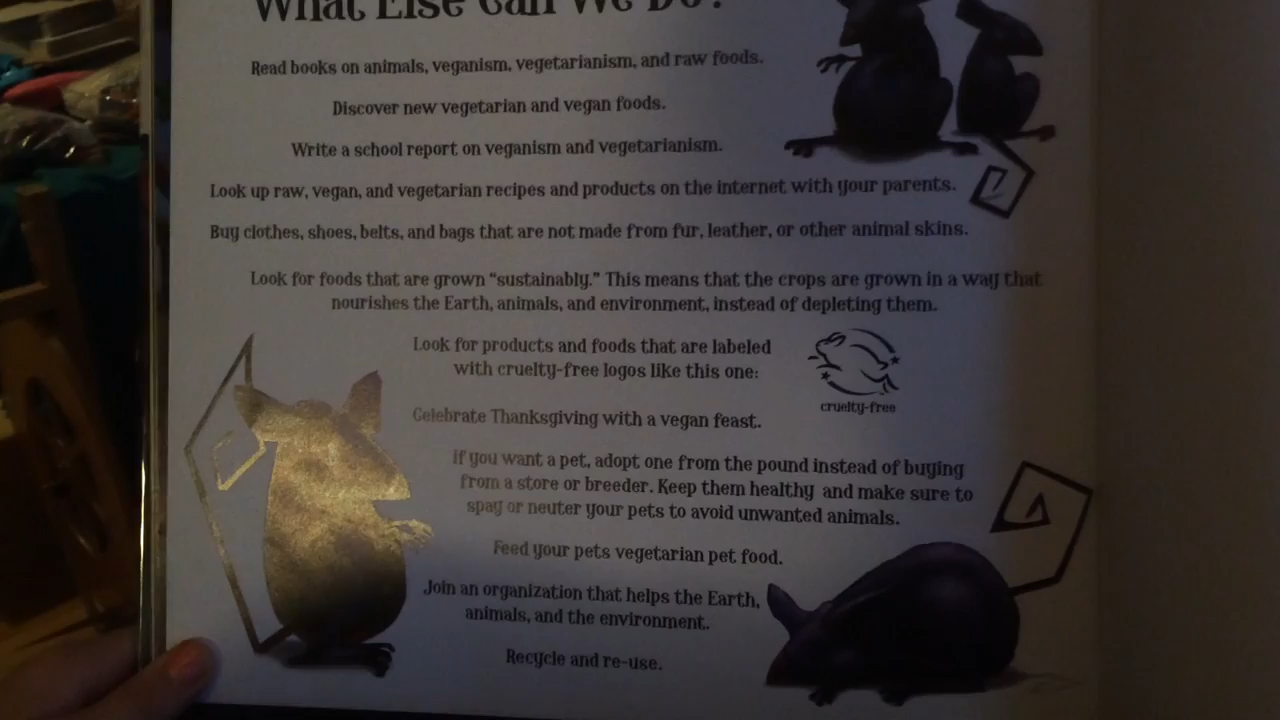 What Else Can We Do?
Read books on animals, veganism, vegetarianism, and raw foods.
Discover new vegetarian and vegan foods.
Write a school report on veganism and vegetarianism.
Look up raw, vegan, and vegetarian recipes and products on the internet with your parents.
Buy clothes, shoes, belts, and bags that are not made from fur, leather, or other animal skins.
Look for foods that are grown “sustainably.” This means that the crops are grown in a way that
nourishes the Earth, animals, and environment, instead of depleting them.
Look for products and foods that are labeled
with cruelty-free logos like this one:
cruelty-free
Celebrate Thanksgiving with a vegan feast.
If you want a pet, adopt one from the pound instead of buying
from a store or breeder. Keep them healthy and make sure to
spay or neuter your pets to avoid unwanted animals.
Feed your pets vegetarian pet food.
Join an organization that helps the Earth,
animals, and the environment.
Recycle and re-use.